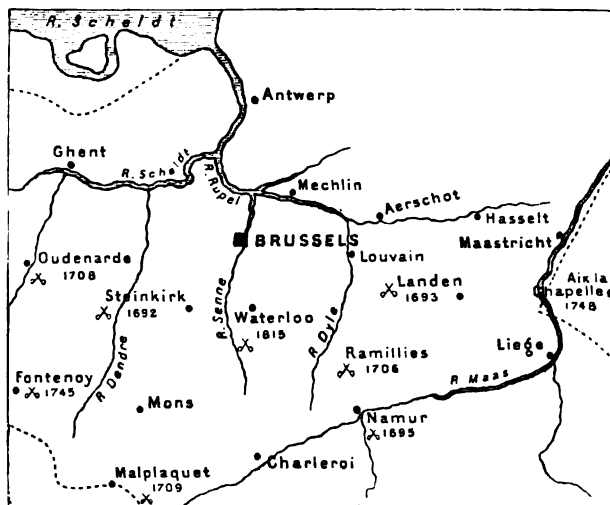 R. Scheldt
Antwerp
Ghent
R. Scheldt
R. Rupel
Mechlin
Aerschot
Hasselt
Maastricht
BRUSSELS
Louvain
Oudenarde
1708
Aix la
Chapelle
1748
Landen
1693
Steinkirk
1692
R. Senne
Waterloo
1815
R. Dyle
Liege
Ramillies
1706
R. Dendre
Fontenoy
1745
R Maas
Mons
Namur
1695
Charleroi
Malplaquet
1709